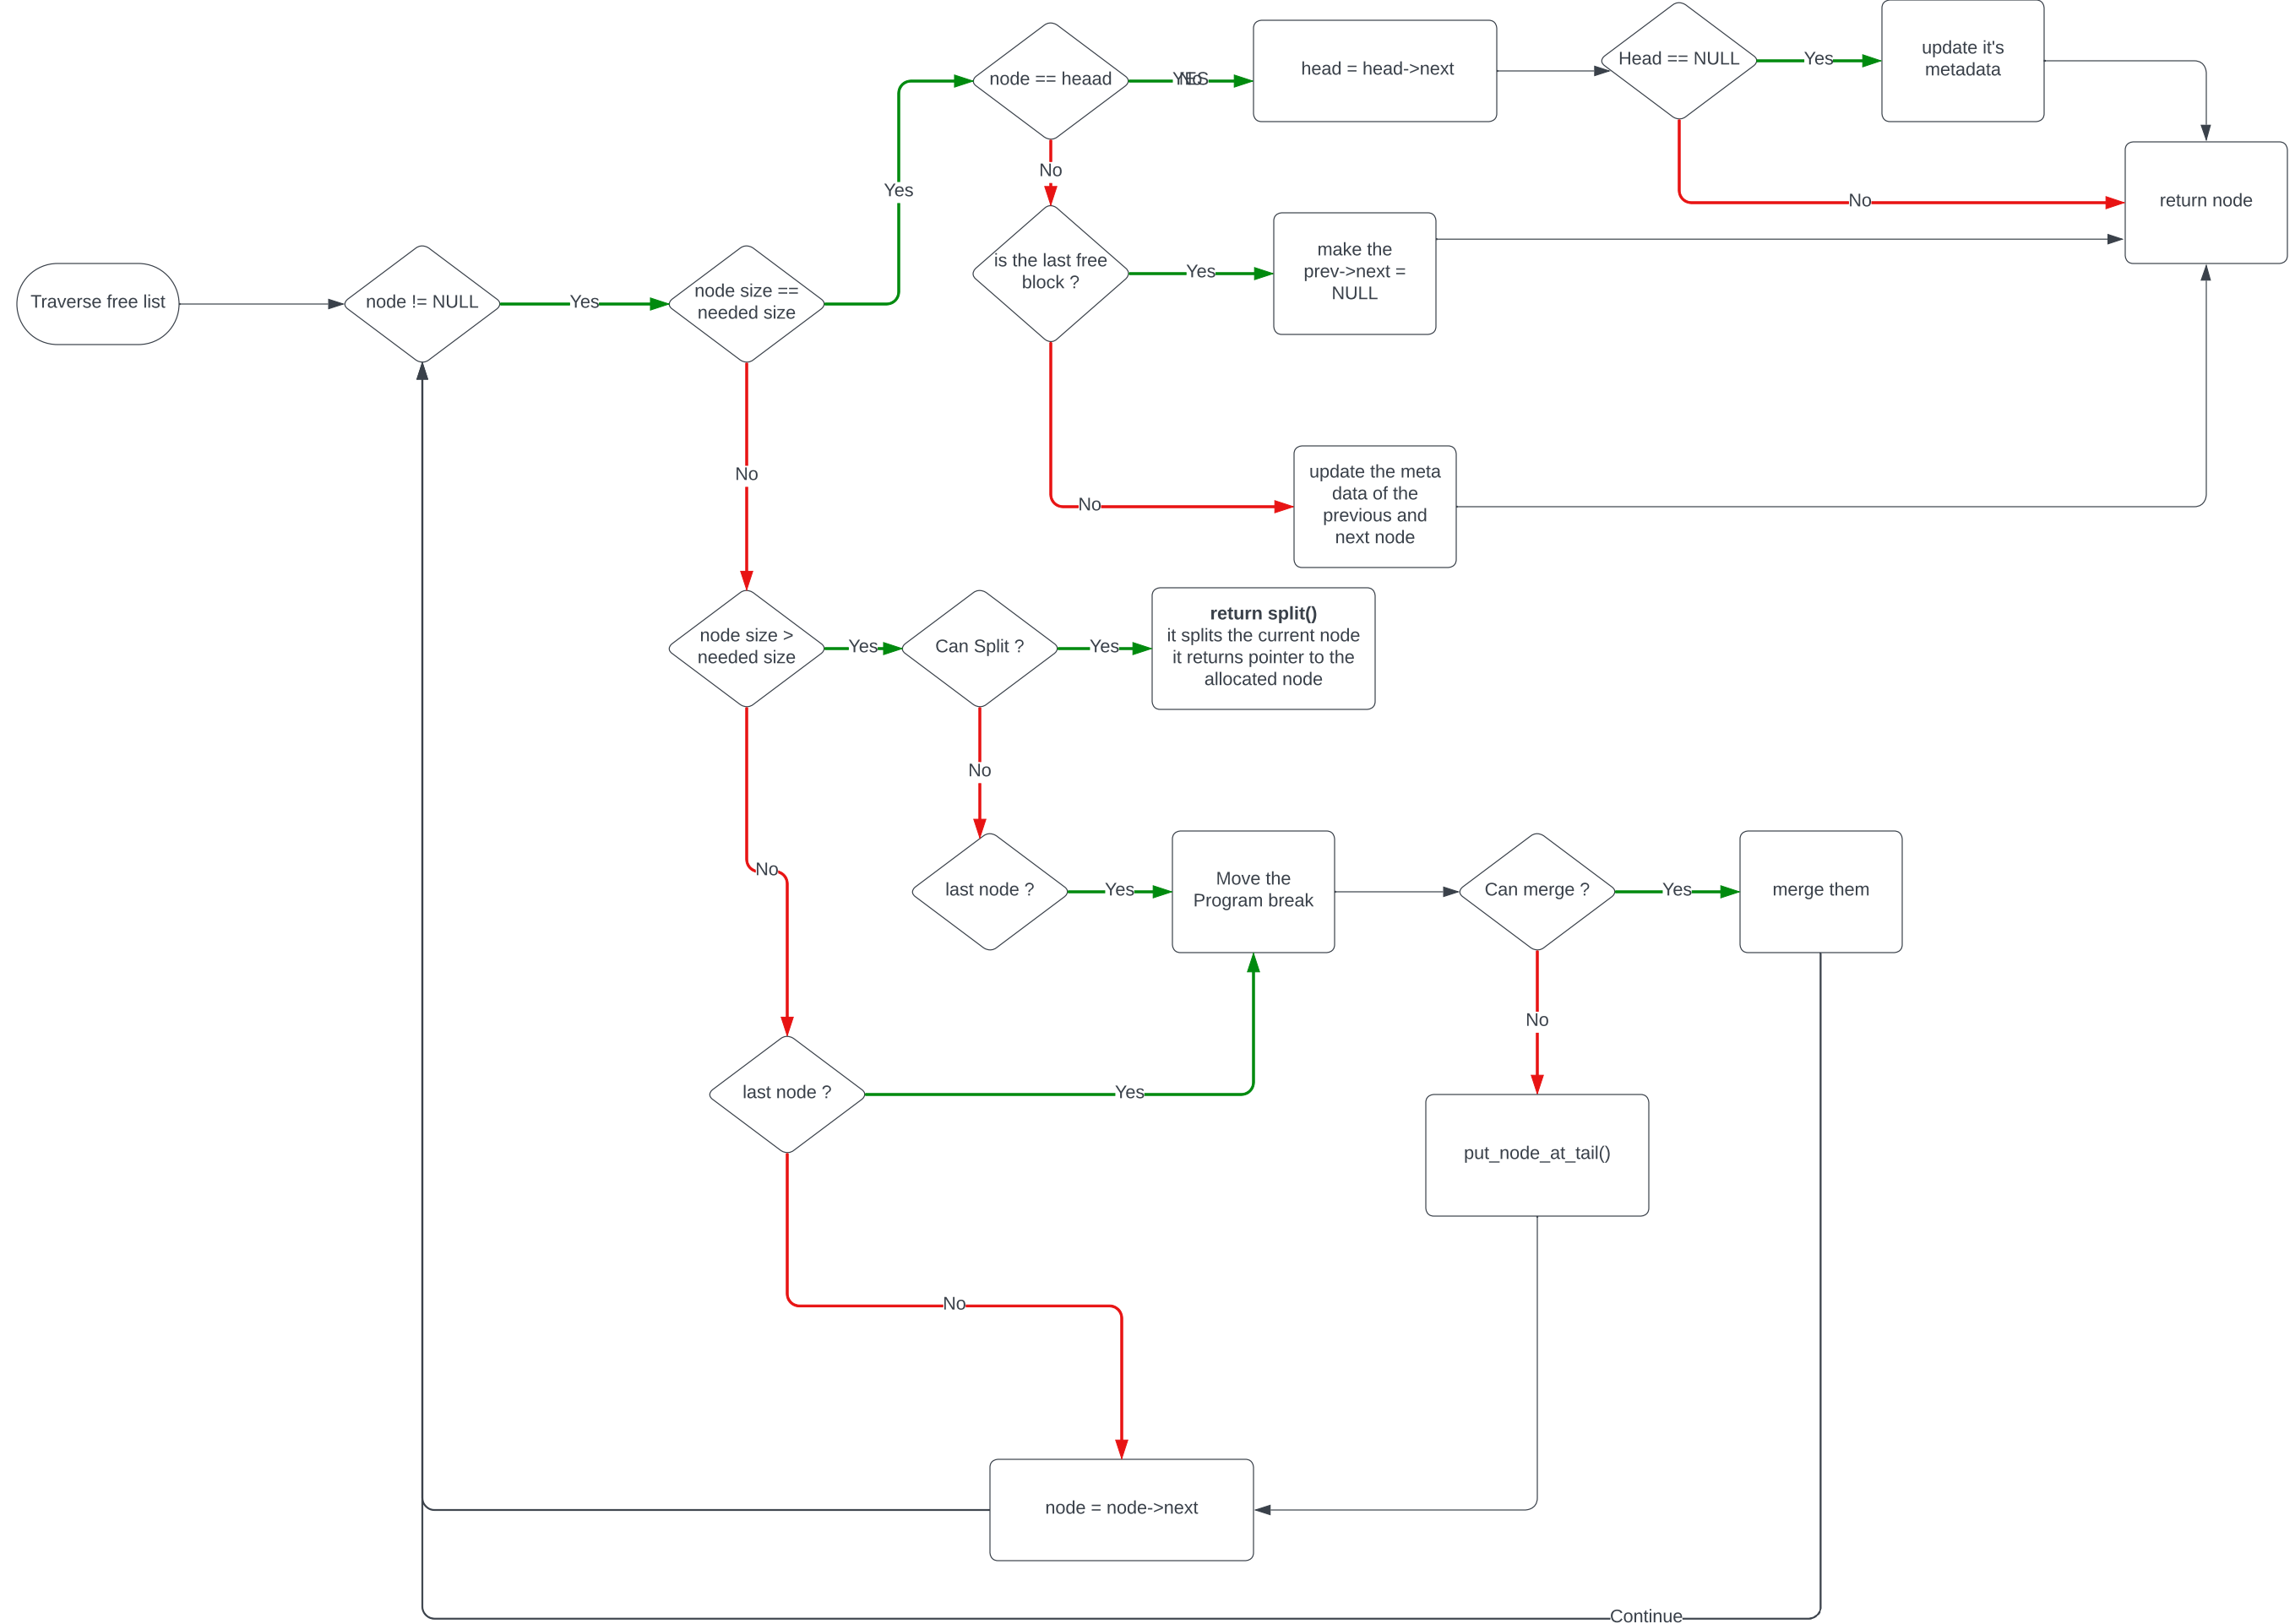 node == heaad
YES
No
head = head->next
Head == NULL
Yes
update it's
metadata
No
Yes
No
return node
is the last free
block ?
Yes
make the
prev->next =
NULL
Traverse free list
node != NULL
Yes
node size ==
needed size
No
No
update the meta
data of the
previous and
next node
node size >
needed size
Yes
Can Split ?
Yes
return split()
it splits the current node
it returns pointer to the
allocated node
No
No
last node ?
Yes
Move the
Program break
Can merge ?
Yes
merge them
No
last node ?
Yes
put_node_at_tail()
No
node = node->next
Continue